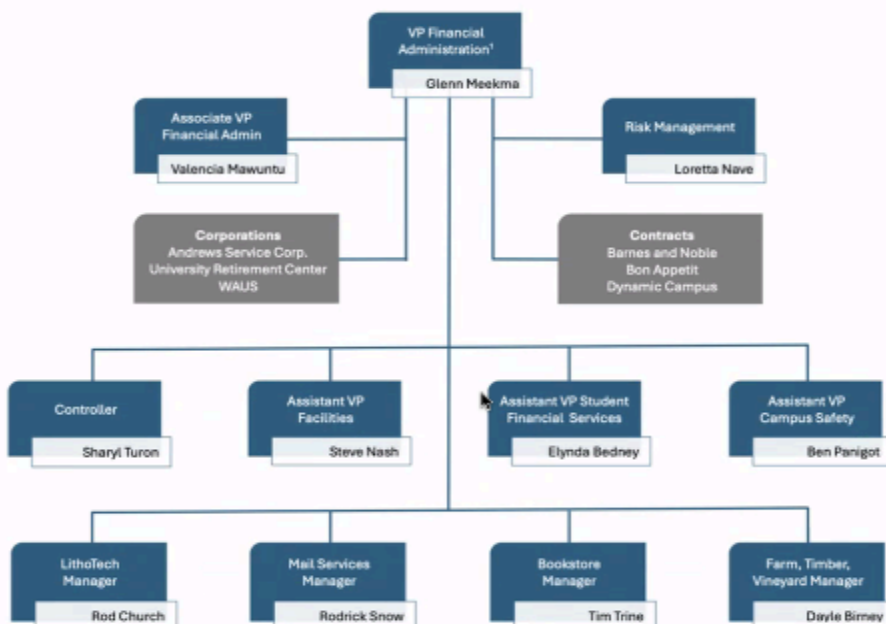 VP Financial
Administration¹
Glenn Meekma
Associate VP
Financial Admin
Valencia Mawuntu
Risk Management
Loretta Nave
Corporations
Andrews Service Corp.
University Retirement Center
WAUS
Contracts
Barnes and Noble
Bon Appetit
Dynamic Campus
Controller
Sharyl Turon
Assistant VP
Facilities
Steve Nash
Assistant VP Student
Financial Services
Elynda Bedney
Assistant VP
Campus Safety
Ben Panigot
LithoTech
Manager
Rod Church
Mail Services
Manager
Rodrick Snow
Bookstore
Manager
Tim Trine
Farm, Timber,
Vineyard Manager
Dayle Birney